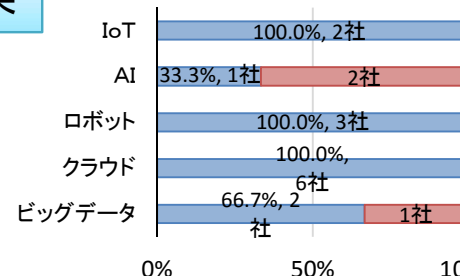 IoT
100.0%, 2社
AI
33.3%, 1社
2社
ロボット
100.0%, 3社
クラウド
100.0%,
6社
ビッグデータ
66.7%, 2
社
1社
0%
50%